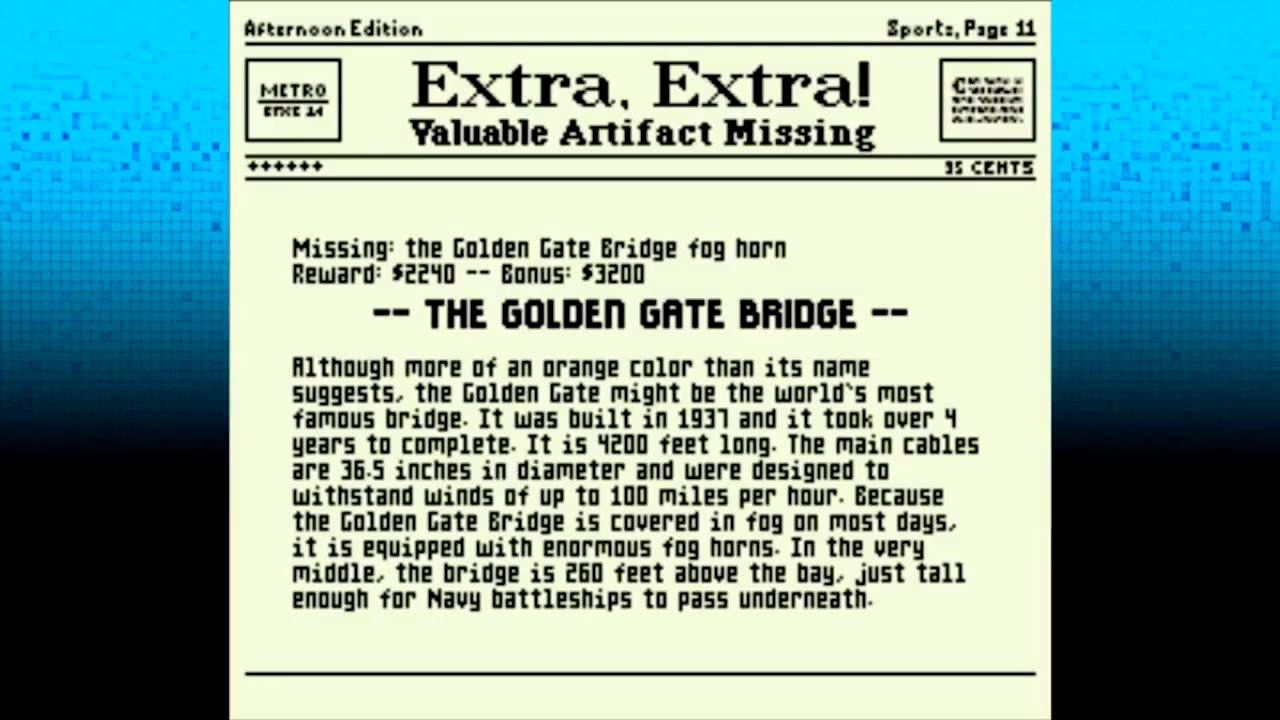 Afternoon Edition
Sports, Page 11
METRO
Extra, Extra!
Valuable Artifact Missing
++++++
35 CENTS
Missing: the Golden Gate Bridge fog horn
Reward: $2240 -- Bonus: $3200
-- THE GOLDEN GATE BRIDGE --
Although more of an orange color than its name
suggests, the Golden Gate might be the world's most
famous bridge. It was built in 1937 and it took over 4
years to complete. It is 4200 feet long. The main cables
are 36.5 inches in diameter and were designed to
withstand winds of up to 100 miles per hour. Because
the Golden Gate Bridge is covered in fog on most days,
it is equipped with enormous fog horns. In the very
middle, the bridge is 260 feet above the bay, just tall
enough for Navy battleships to pass underneath.